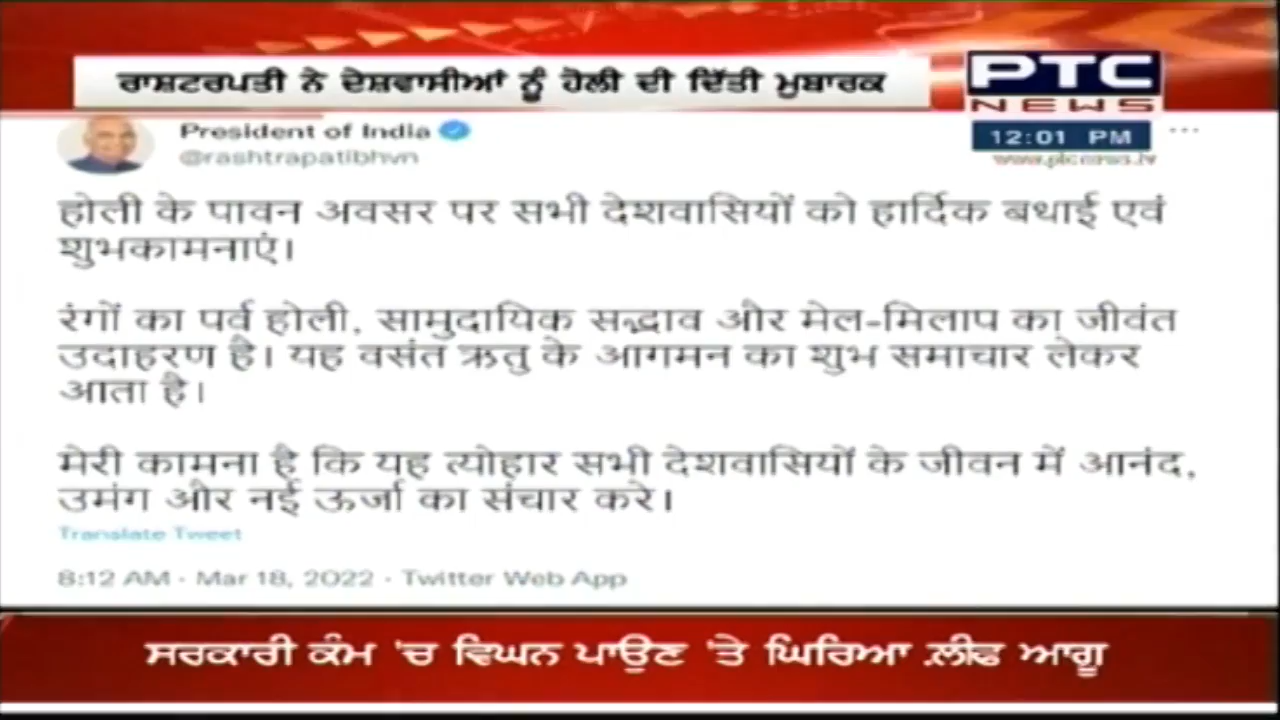 ਰਾਸ਼ਟਰਪਤੀ ਨੇ ਦੇਸ਼ਵਾਸੀਆਂ ਨੂੰ ਹੋਲੀ ਦੀ ਦਿੱਤੀ ਮੁਬਾਰਕ
PTC
NEWS
12:01 PM
www.ptcnews.tv
President of India
@rashtrapatibhvn
होली के पावन अवसर पर सभी देशवासियों को हार्दिक बधाई एवं
शुभकामनाएं।
रंगों का पर्व होली, सामुदायिक सद्भाव और मेल-मिलाप का जीवंत
उदाहरण है। यह वसंत ऋतु के आगमन का शुभ समाचार लेकर
आता है।
मेरी कामना है कि यह त्योहार सभी देशवासियों के जीवन में आनंद,
उमंग और नई ऊर्जा का संचार करे।
Translate Tweet
8:12 AM · Mar 18, 2022 · Twitter Web App
ਸਰਕਾਰੀ ਕੰਮ 'ਚ ਵਿਘਨ ਪਾਉਣ 'ਤੇ ਘਿਰਿਆ ਲੀਫ ਆਗੂ